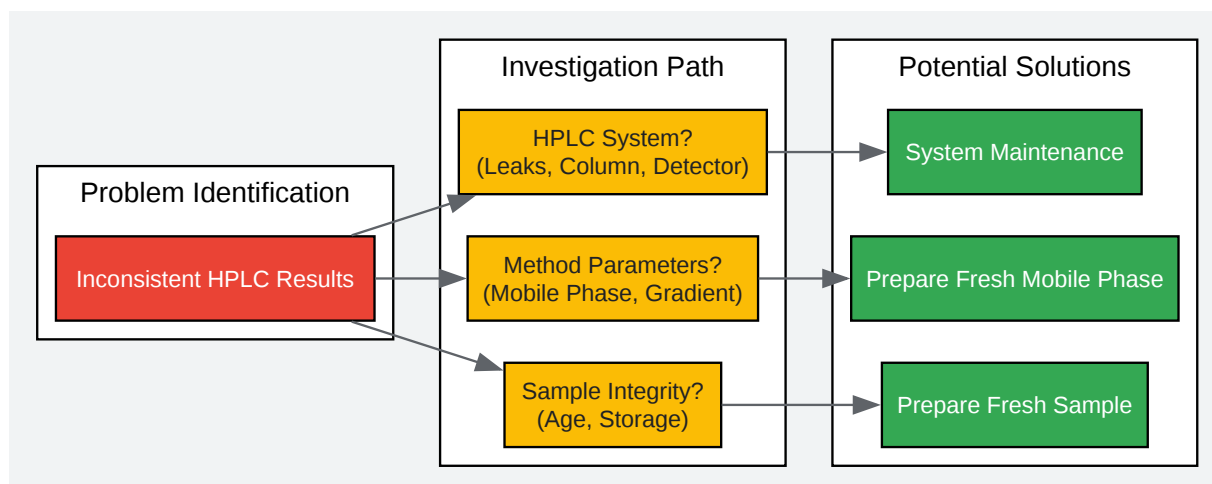 Problem Identification
Inconsistent HPLC Results
Investigation Path
HPLC System?
(Leaks, Column, Detector)
Method Parameters?
(Mobile Phase, Gradient)
Sample Integrity?
(Age, Storage)
Potential Solutions
System Maintenance
Prepare Fresh Mobile Phase
Prepare Fresh Sample